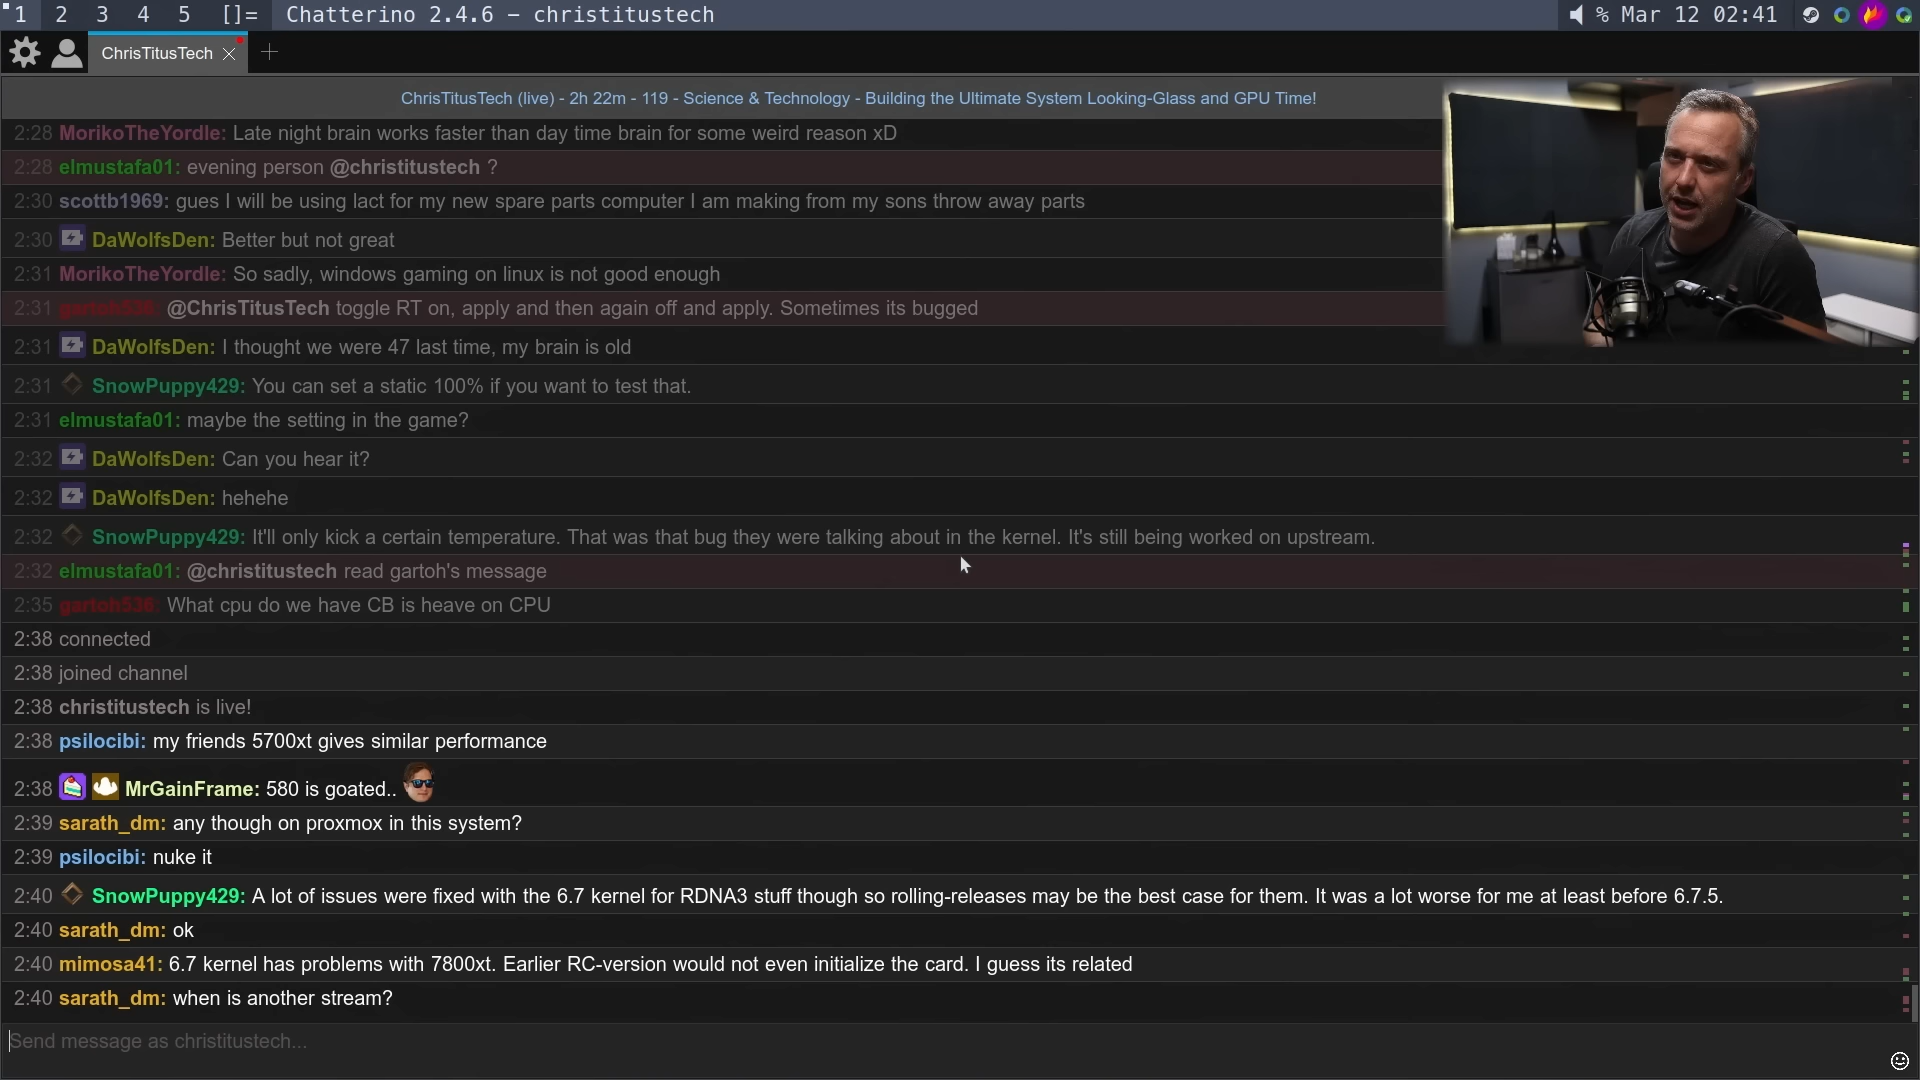 1 2 3 4 5 []= Chatterino 2.4.6 – christitustech % Mar 12 02:41
ChrisTitusTech
ChrisTitusTech (live) - 2h 22m - 119 - Science & Technology - Building the Ultimate System Looking-Glass and GPU Time!
2:28 MorikoTheYordle: Late night brain works faster than day time brain for some weird reason xD
2:28 elmustafa01: evening person @christitustech ?
2:30 scottb1969: gues I will be using lact for my new spare parts computer I am making from my sons throw away parts
2:30 DaWolfsDen: Better but not great
2:31 MorikoTheYordle: So sadly, windows gaming on linux is not good enough
2:31 gartoh536: @ChrisTitusTech toggle RT on, apply and then again off and apply. Sometimes its bugged
2:31 DaWolfsDen: I thought we were 47 last time, my brain is old
2:31 SnowPuppy429: You can set a static 100% if you want to test that.
2:31 elmustafa01: maybe the setting in the game?
2:32 DaWolfsDen: Can you hear it?
2:32 DaWolfsDen: hehehe
2:32 SnowPuppy429: It'll only kick a certain temperature. That was that bug they were talking about in the kernel. It's still being worked on upstream.
2:32 elmustafa01: @christitustech read gartoh's message
2:35 gartoh536: What cpu do we have CB is heave on CPU
2:38 connected
2:38 joined channel
2:38 christitustech is live!
2:38 psilocibi: my friends 5700xt gives similar performance
2:38 MrGainFrame: 580 is goated..
2:39 sarath_dm: any though on proxmox in this system?
2:39 psilocibi: nuke it
2:40 SnowPuppy429: A lot of issues were fixed with the 6.7 kernel for RDNA3 stuff though so rolling-releases may be the best case for them. It was a lot worse for me at least before 6.7.5.
2:40 sarath_dm: ok
2:40 mimosa41: 6.7 kernel has problems with 7800xt. Earlier RC-version would not even initialize the card. I guess its related
2:40 sarath_dm: when is another stream?
Send message as christitustech...